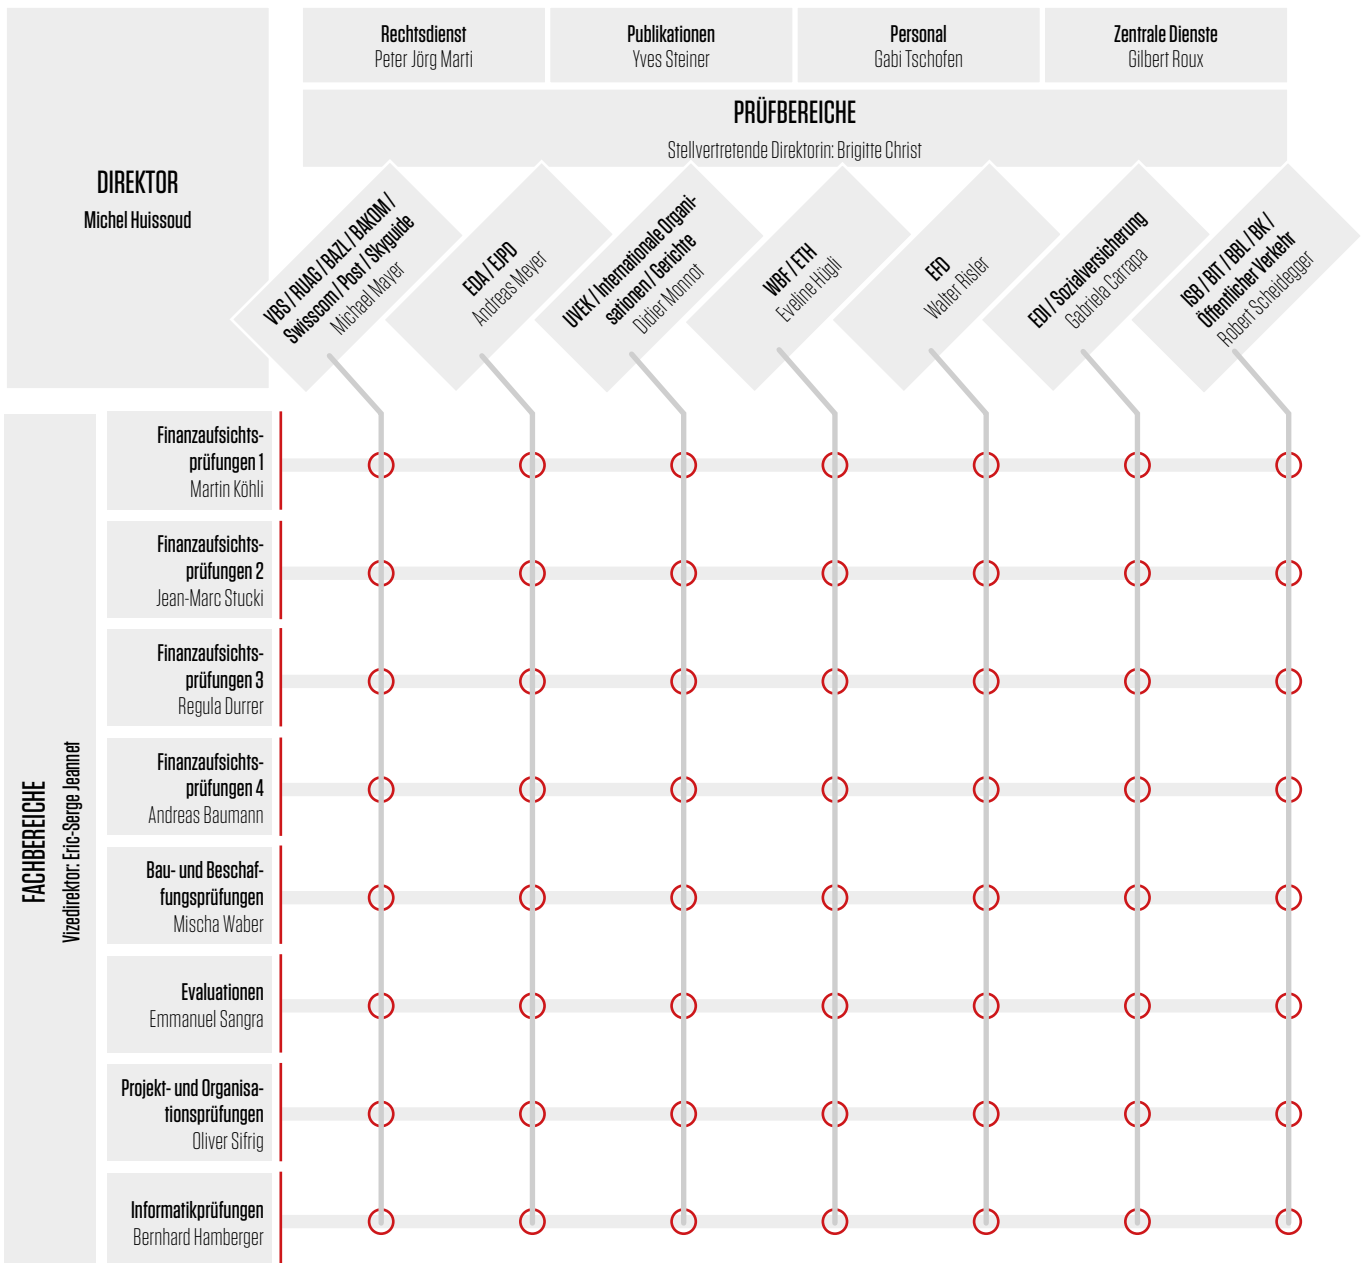 DIREKTOR
Michel Huissoud
Rechtsdienst
Peter Jörg Marti
Publikationen
Yves Steiner
Personal
Gabi Tschofen
Zentrale Dienste
Gilbert Roux
PRÜFBEREICHE
Stellvertretende Direktorin: Brigitte Christ
VBS / RUAG / BAZL / BAKOM /
Swisscom / Post / Skyguide
Michael Mayer
EDA / EJPD
Andreas Meyer
UVEK / Internationale Organi-
sationen / Gerichte
Didier Monnot
WBF / ETH
Eveline Hügli
EFD
Walter Risler
EDI / Sozialversicherung
Gabriela Carrapa
ISB / BIT / BBL / BK /
Öffentlicher Verkehr
Robert Scheidegger
FACHBEREICHE
Vizedirektor: Eric-Serge Jeannet
Finanzaufsichts-
prüfungen 1
Martin Köhli
Finanzaufsichts-
prüfungen 2
Jean-Marc Stucki
Finanzaufsichts-
prüfungen 3
Regula Durrer
Finanzaufsichts-
prüfungen 4
Andreas Baumann
Bau- und Beschaf-
fungsprüfungen
Mischa Waber
Evaluationen
Emmanuel Sangra
Projekt- und Organisa-
tionsprüfungen
Oliver Sifrig
Informatikprüfungen
Bernhard Hamberger